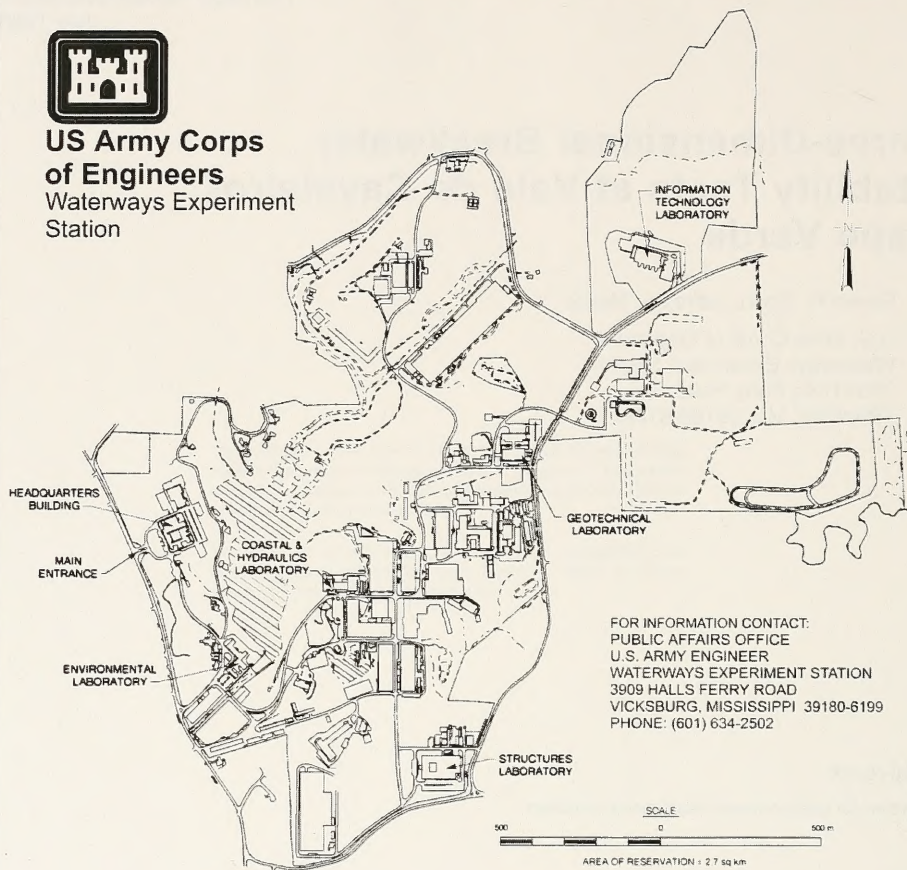 US Army Corps
of Engineers
Waterways Experiment
Station
INFORMATION
TECHNOLOGY
LABORATORY
HEADQUARTERS
BUILDING
MAIN
ENTRANCE
COASTAL &
HYDRAULICS
LABORATORY
GEOTECHNICAL
LABORATORY
ENVIRONMENTAL
LABORATORY
STRUCTURES
LABORATORY
FOR INFORMATION CONTACT:
PUBLIC AFFAIRS OFFICE
U.S. ARMY ENGINEER
WATERWAYS EXPERIMENT STATION
3909 HALLS FERRY ROAD
VICKSBURG, MISSISSIPPI 39180-6199
PHONE: (601) 634-2502
SCALE
500 0 500 m
AREA OF RESERVATION = 2.7 sq km